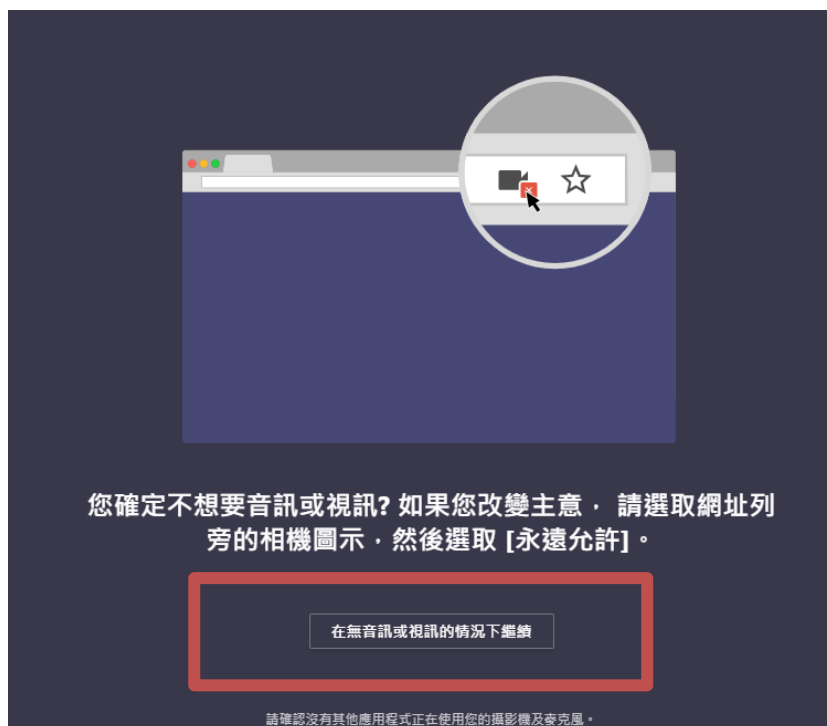 您確定不想要音訊或視訊? 如果您改變主意， 請選取網址列
旁的相機圖示，然後選取 [永遠允許]。
在無音訊或視訊的情況下繼續
請確認沒有其他應用程式正在使用您的攝影機及麥克風。